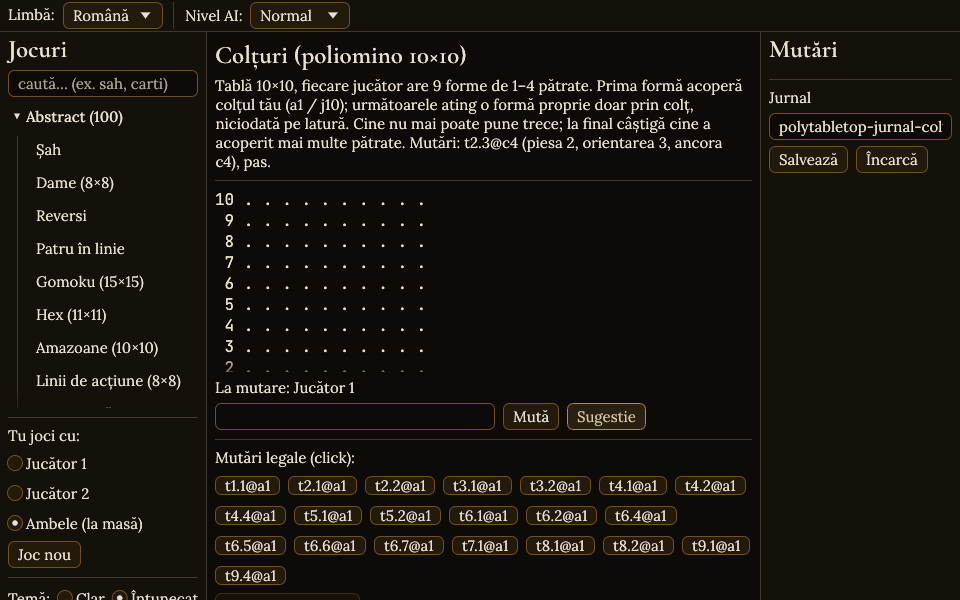 Limbă: Română ▼ Nivel AI: Normal ▼
Jocuri
caută... (ex. sah, carti)
▼ Abstract (100)
Șah
Dame (8×8)
Reversi
Patru în linie
Gomoku (15×15)
Hex (11×11)
Amazoane (10×10)
Linii de acțiune (8×8)
Tu joci cu:
Jucător 1
Jucător 2
Ambele (la masă)
Joc nou
Temă: Clar Întunecat
Colțuri (poliomino 10×10)
Tablă 10×10, fiecare jucător are 9 forme de 1–4 pătrate. Prima formă acoperă
colțul tău (a1 / j10); următoarele ating o formă proprie doar prin colț,
niciodată pe latură. Cine nu mai poate pune trece; la final câștigă cine a
acoperit mai multe pătrate. Mutări: t2.3@c4 (piesa 2, orientarea 3, ancora
c4), pas.
10 . . . . . . . . . .
9 . . . . . . . . . .
8 . . . . . . . . . .
7 . . . . . . . . . .
6 . . . . . . . . . .
5 . . . . . . . . . .
4 . . . . . . . . . .
3 . . . . . . . . . .
2 . . . . . . . . . .
La mutare: Jucător 1
Mută Sugestie
Mutări legale (click):
t1.1@a1 t2.1@a1 t2.2@a1 t3.1@a1 t3.2@a1 t4.1@a1 t4.2@a1
t4.4@a1 t5.1@a1 t5.2@a1 t6.1@a1 t6.2@a1 t6.4@a1
t6.5@a1 t6.6@a1 t6.7@a1 t7.1@a1 t8.1@a1 t8.2@a1 t9.1@a1
t9.4@a1
Mutări
Jurnal
polytabletop-jurnal-col
Salvează Încarcă